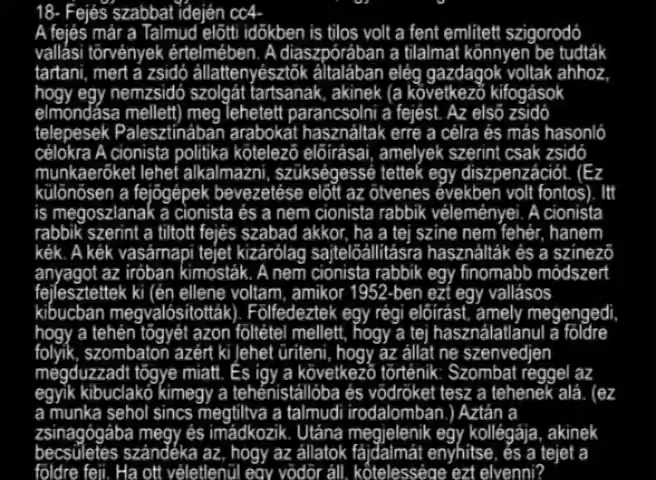 18- Fejés szabbat idején cc4-
A fejés már a Talmud előtti időkben is tilos volt a fent említett szigorodó
vallási törvények értelmében. A diaszpórában a tilalmat könnyen be tudták
tartani, mert a zsidó állattenyésztők általában elég gazdagok voltak ahhoz,
hogy egy nemzsidó szolgát tartsanak, akinek (a következő kifogások
elmondása mellett) meg lehetett parancsolni a fejést. Az első zsidó
telepesek Palesztínában arabokat használtak erre a célra és más hasonló
célokra A cionista politika kötelező előírásai, amelyek szerint csak zsidó
munkaerőket lehet alkalmazni, szükségessé tettek egy diszpenzációt. (Ez
különösen a fejőgépek bevezetése előtt az ötvenes években volt fontos). Itt
is megoszlanak a cionista és a nem cionista rabbik véleményei. A cionista
rabbik szerint a tiltott fejés szabad akkor, ha a tej színe nem fehér, hanem
kék. A kék vasárnapi tejet kizárólag sajtelőállításra használták és a színező
anyagot az iróban kimosták. A nem cionista rabbik egy finomabb módszert
fejlesztettek ki (én ellene voltam, amikor 1952-ben ezt egy vallásos
kibucban megvalósították). Fölfedeztek egy régi előírást, amely megengedi,
hogy a tehén tőgyét azon föltétel mellett, hogy a tej használatlanul a földre
folyik, szombaton azért ki lehet üríteni, hogy az állat ne szenvedjen
megduzzadt tőgye miatt. És így a következő történik: Szombat reggel az
egyik kibuclakó kimegy a tehénistállóba és vödröket tesz a tehenek alá. (ez
a munka sehol sincs megtiltva a talmudi irodalomban.) Aztán a
zsinagógába megy és imádkozik. Utána megjelenik egy kollégája, akinek
becsületes szándéka az, hogy az állatok fájdalmát enyhítse, és a tejet a
földre feji. Ha ott véletlenül egy vödör áll, kötelessége ezt elvenni?